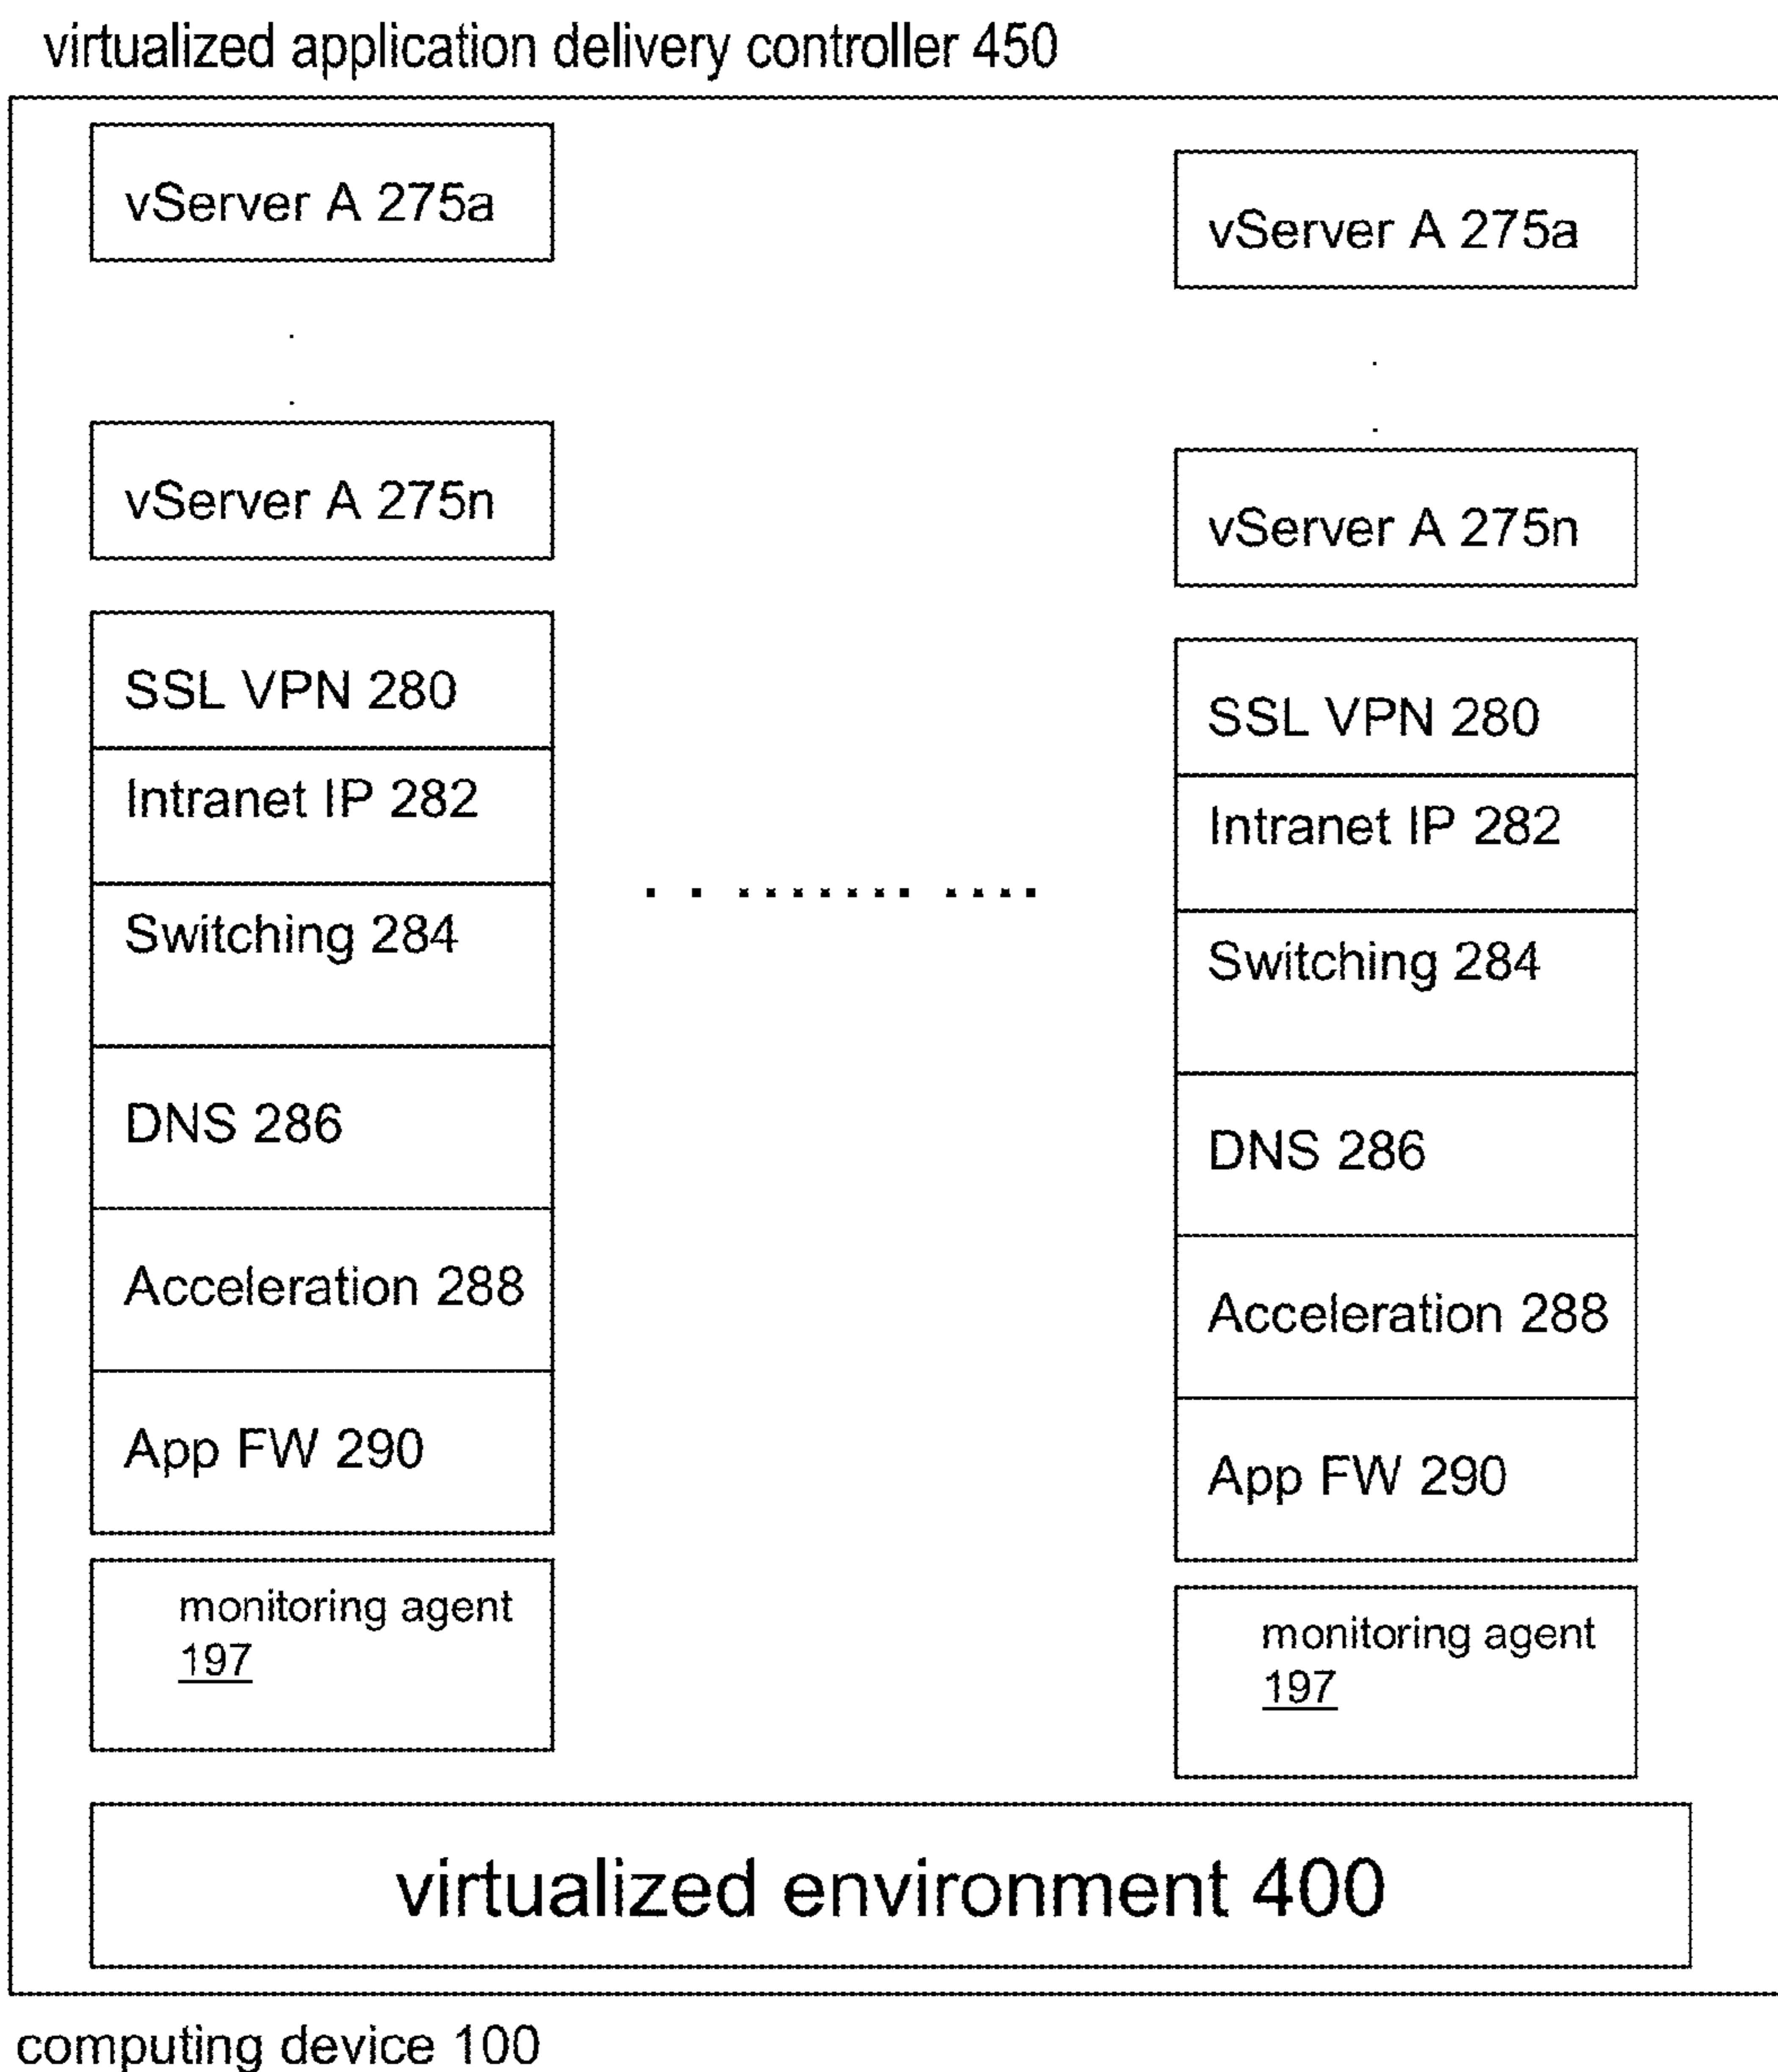 virtualized application delivery controller 450
vServer A 275a
vServer A 275n
SSL VPN 280
Intranet IP 282
Switching 284
DNS 286
Acceleration 288
App FW 290
monitoring agent
197
vServer A 275a
vServer A 275n
SSL VPN 280
Intranet IP 282
Switching 284
DNS 286
Acceleration 288
App FW 290
monitoring agent
197
virtualized environment 400
computing device 100